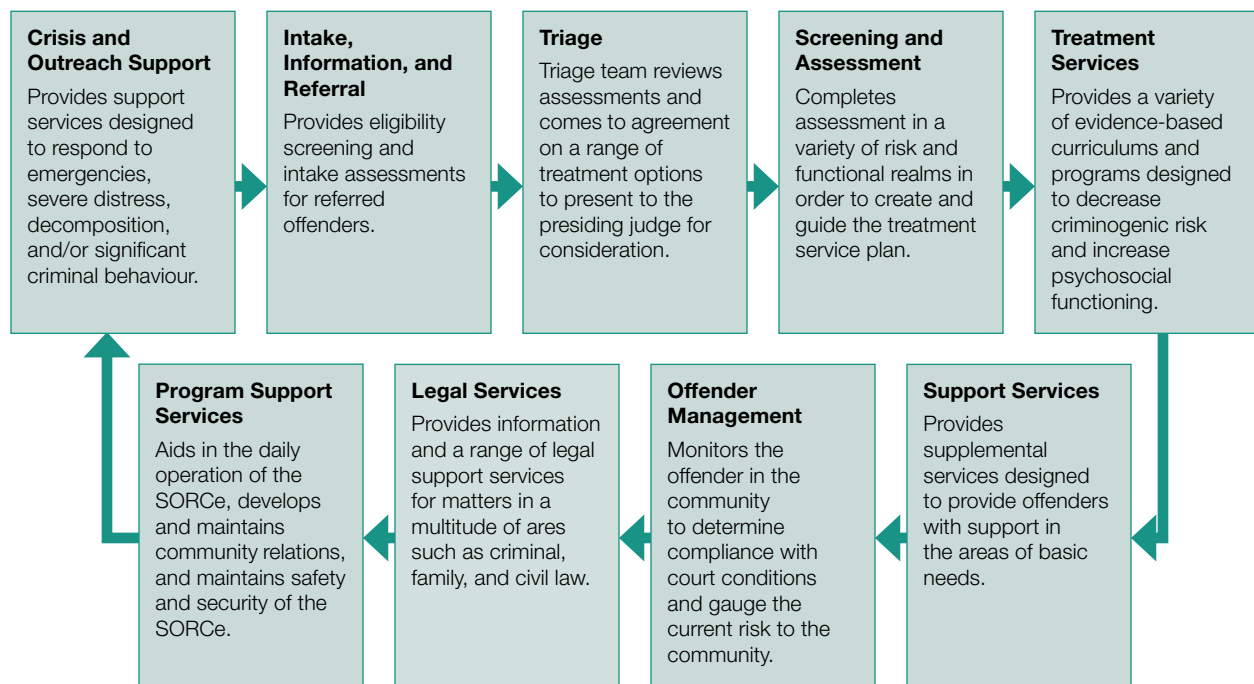 Crisis and
Outreach Support
Provides support
services designed
to respond to
emergencies,
severe distress,
decomposition,
and/or significant
criminal behaviour.
Intake,
Information, and
Referral
Provides eligibility
screening and
intake assessments
for referred
offenders.
Triage
Triage team reviews
assessments and
comes to agreement
on a range of
treatment options
to present to the
presiding judge for
consideration.
Screening and
Assessment
Completes
assessment in a
variety of risk and
functional realms in
order to create and
guide the treatment
service plan.
Treatment
Services
Provides a variety
of evidence-based
curriculums and
programs designed
to decrease
criminogenic risk
and increase
psychosocial
functioning.
Support Services
Provides
supplemental
services designed
to provide offenders
with support in
the areas of basic
needs.
Offender
Management
Monitors the
offender in the
community
to determine
compliance with
court conditions
and gauge the
current risk to the
community.
Legal Services
Provides information
and a range of legal
support services
for matters in a
multitude of ares
such as criminal,
family, and civil law.
Program Support
Services
Aids in the daily
operation of the
SORCe, develops
and maintains
community relations,
and maintains safety
and security of the
SORCe.